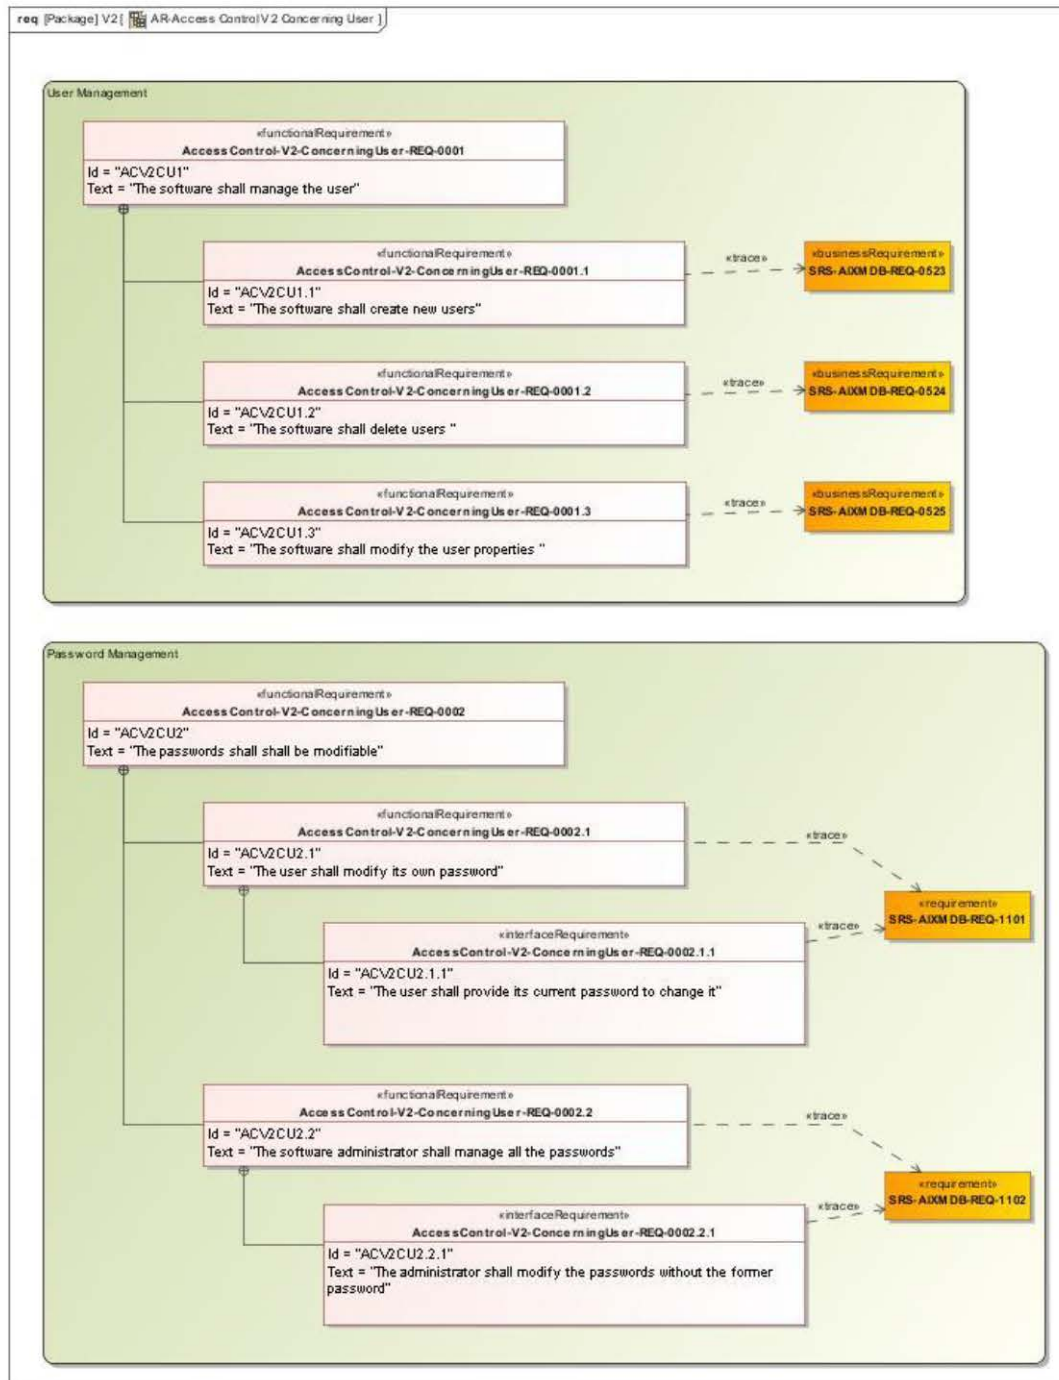 req [Package] V2 [ AR-Access Control V2 Concerning User ]
User Management
«functionalRequirement»
AccessControl-V2-ConcerningUser-REQ-0001
Id = "ACV2CU1"
Text = "The software shall manage the user"
«functionalRequirement»
AccessControl-V2-ConcerningUser-REQ-0001.1
Id = "ACV2CU1.1"
Text = "The software shall create new users"
«trace»
«businessRequirement»
SRS-AIXMDB-REQ-0523
«functionalRequirement»
AccessControl-V2-ConcerningUser-REQ-0001.2
Id = "ACV2CU1.2"
Text = "The software shall delete users "
«trace»
«businessRequirement»
SRS-AIXMDB-REQ-0524
«functionalRequirement»
AccessControl-V2-ConcerningUser-REQ-0001.3
Id = "ACV2CU1.3"
Text = "The software shall modify the user properties "
«trace»
«businessRequirement»
SRS-AIXMDB-REQ-0525
Password Management
«functionalRequirement»
AccessControl-V2-ConcerningUser-REQ-0002
Id = "ACV2CU2"
Text = "The passwords shall shall be modifiable"
«functionalRequirement»
AccessControl-V2-ConcerningUser-REQ-0002.1
Id = "ACV2CU2.1"
Text = "The user shall modify its own password"
«trace»
«requirement»
SRS-AIXMDB-REQ-1101
«trace»
«interfaceRequirement»
AccessControl-V2-ConcerningUser-REQ-0002.1.1
Id = "ACV2CU2.1.1"
Text = "The user shall provide its current password to change it"
«functionalRequirement»
AccessControl-V2-ConcerningUser-REQ-0002.2
Id = "ACV2CU2.2"
Text = "The software administrator shall manage all the passwords"
«trace»
«requirement»
SRS-AIXMDB-REQ-1102
«trace»
«interfaceRequirement»
AccessControl-V2-ConcerningUser-REQ-0002.2.1
Id = "ACV2CU2.2.1"
Text = "The administrator shall modify the passwords without the former
password"